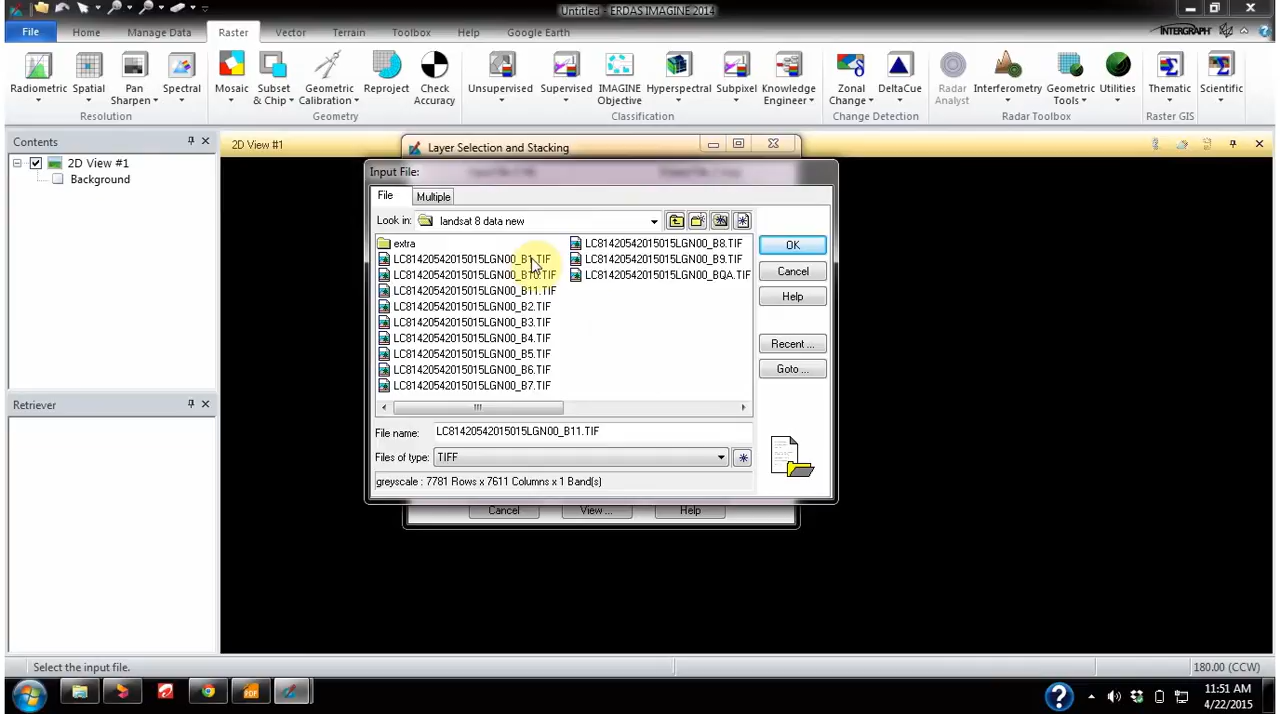 Untitled - ERDAS IMAGINE 2014
File Home Manage Data Raster Vector Terrain Toolbox Help Google Earth INTERGRAPH
Radiometric Spatial Pan Sharpen Spectral
Mosaic Subset & Chip Geometric Calibration Reproject Check Accuracy
Unsupervised Supervised IMAGINE Objective Hyperspectral Subpixel Knowledge Engineer
Zonal Change DeltaCue Radar Analyst Interferometry Geometric Tools Utilities Thematic Scientific
Resolution Geometry Classification Change Detection Radar Toolbox Raster GIS
Contents
2D View #1
Background
Retriever
2D View #1
Layer Selection and Stacking
Input File:
File Multiple
Look in: landsat 8 data new
extra
LC81420542015015LGN00_B1.TIF
LC81420542015015LGN00_B10.TIF
LC81420542015015LGN00_B11.TIF
LC81420542015015LGN00_B2.TIF
LC81420542015015LGN00_B3.TIF
LC81420542015015LGN00_B4.TIF
LC81420542015015LGN00_B5.TIF
LC81420542015015LGN00_B6.TIF
LC81420542015015LGN00_B7.TIF
LC81420542015015LGN00_B8.TIF
LC81420542015015LGN00_B9.TIF
LC81420542015015LGN00_BQA.TIF
OK
Cancel
Help
Recent ...
Goto ...
File name: LC81420542015015LGN00_B11.TIF
Files of type: TIFF
greyscale : 7781 Rows x 7611 Columns x 1 Band(s)
Cancel View ... Help
Select the input file.
180.00 (CCW)
PDF
11:51 AM
4/22/2015